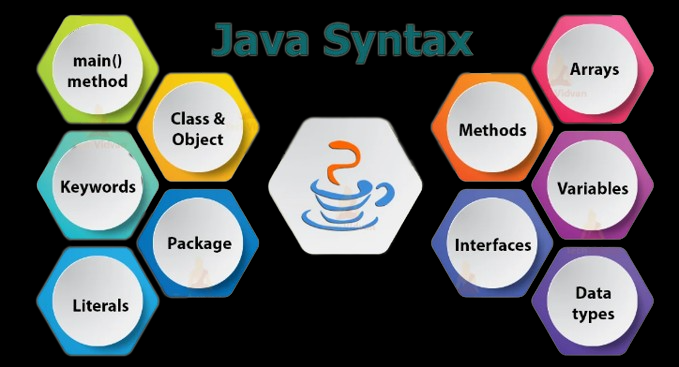 Java Syntax
main()
method
Class &
Object
Keywords
Package
Literals
Arrays
Methods
Variables
Interfaces
Data
types